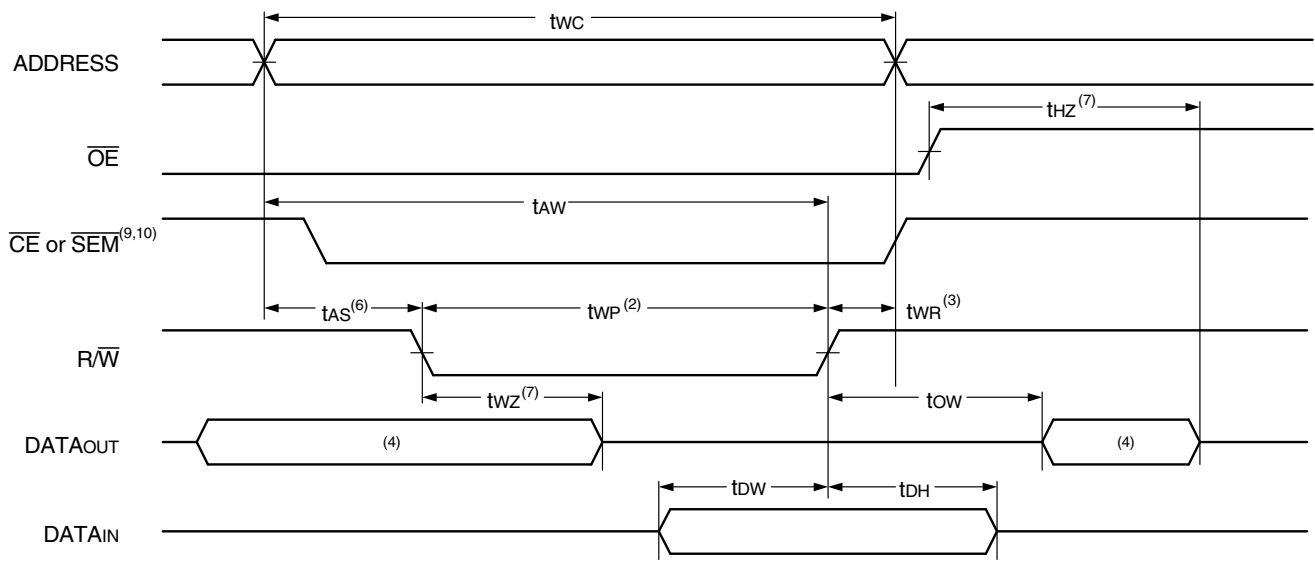 tWC
ADDRESS
tHZ(7)
OE
tAW
CE or SEM(9,10)
tAS(6)
tWP(2)
tWR(3)
R/W
tWZ(7)
tOW
DATAOUT
(4)
(4)
tDW
tDH
DATAIN